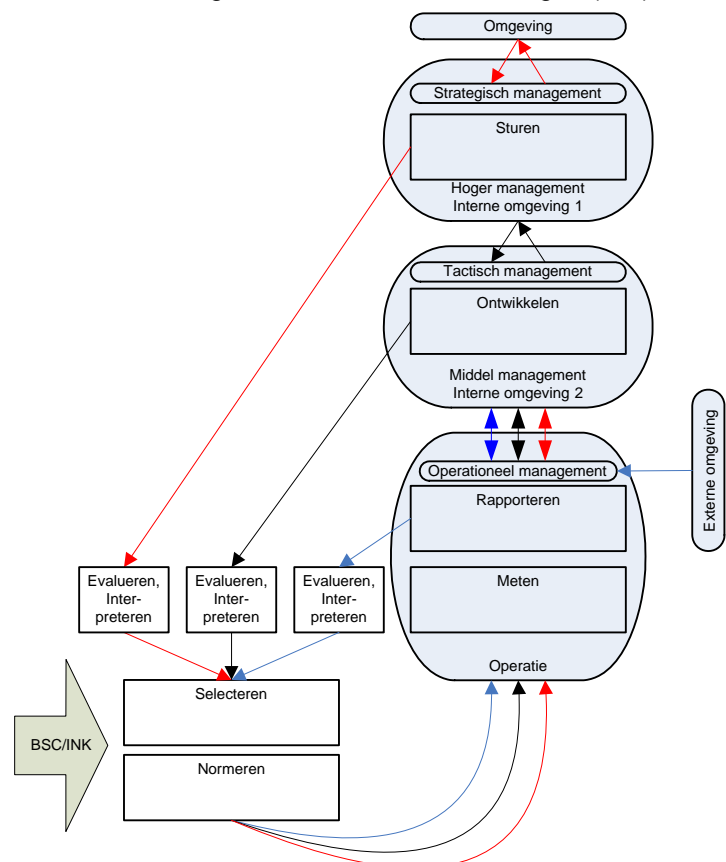 Omgeving
Strategisch management
Sturen
Hoger management
Interne omgeving 1
Tactisch management
Ontwikkelen
Middel management
Interne omgeving 2
Externe omgeving
Operationeel management
Rapporteren
Evalueren,
Inter-
preteren
Evalueren,
Inter-
preteren
Evalueren,
Inter-
preteren
Meten
Operatie
Selecteren
BSC/INK
Normeren